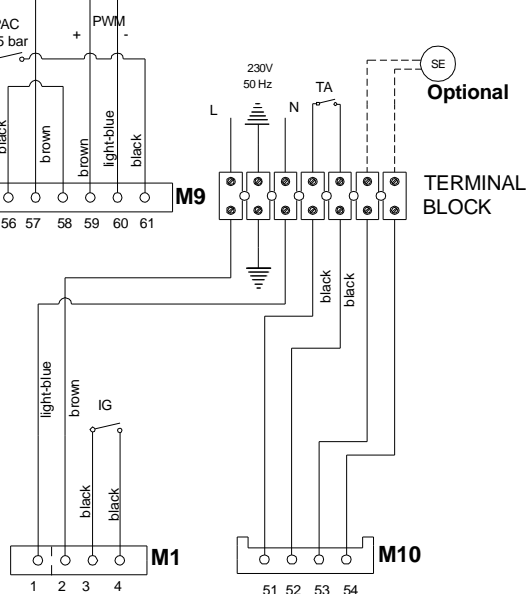 PAC
5 bar
+
PWM
-
230V
50 Hz
L
N
TA
SE
Optional
black
brown
brown
light-blue
black
M9
TERMINAL
BLOCK
56 57 58 59 60 61
black
black
light-blue
brown
IG
black
black
M1
M10
1 2 3 4
51 52 53 54